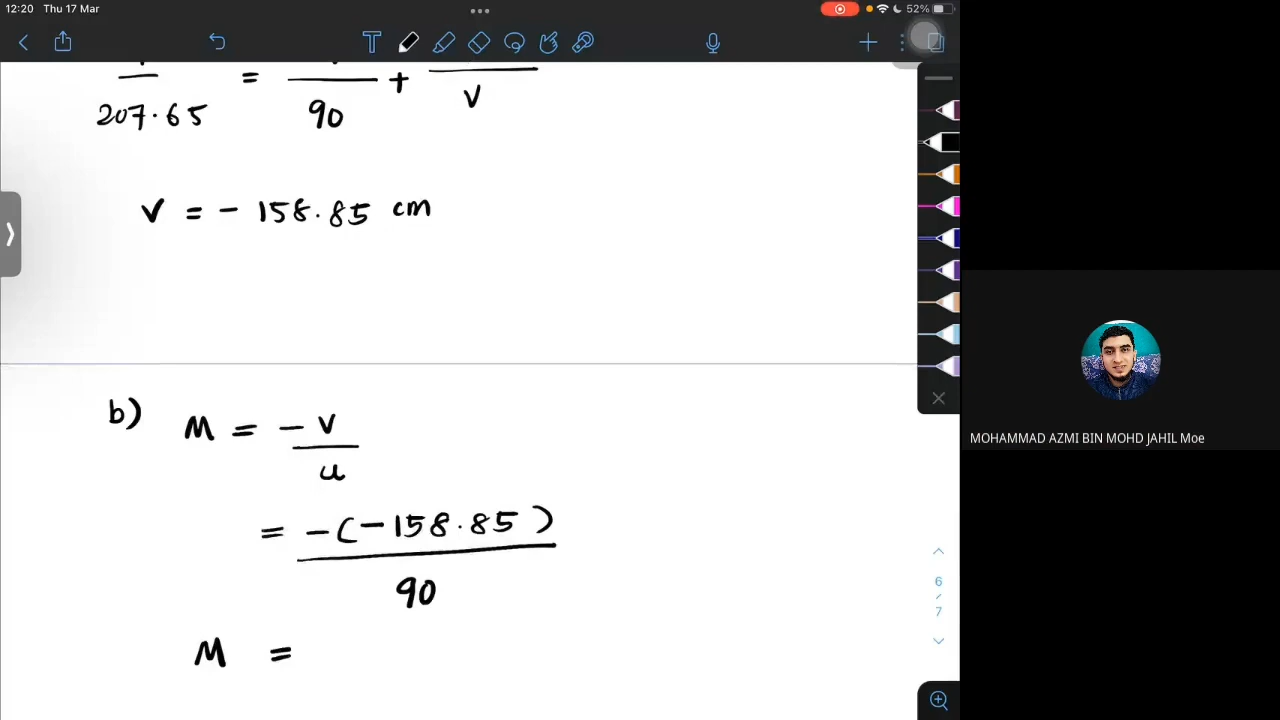 12:20 Thu 17 Mar
52%
T
= +
207.65 90 v
v = - 158.85 cm
b) M = - v
u
= -(-158.85)
90
M =
6
/
7
MOHAMMAD AZMI BIN MOHD JAHIL Moe